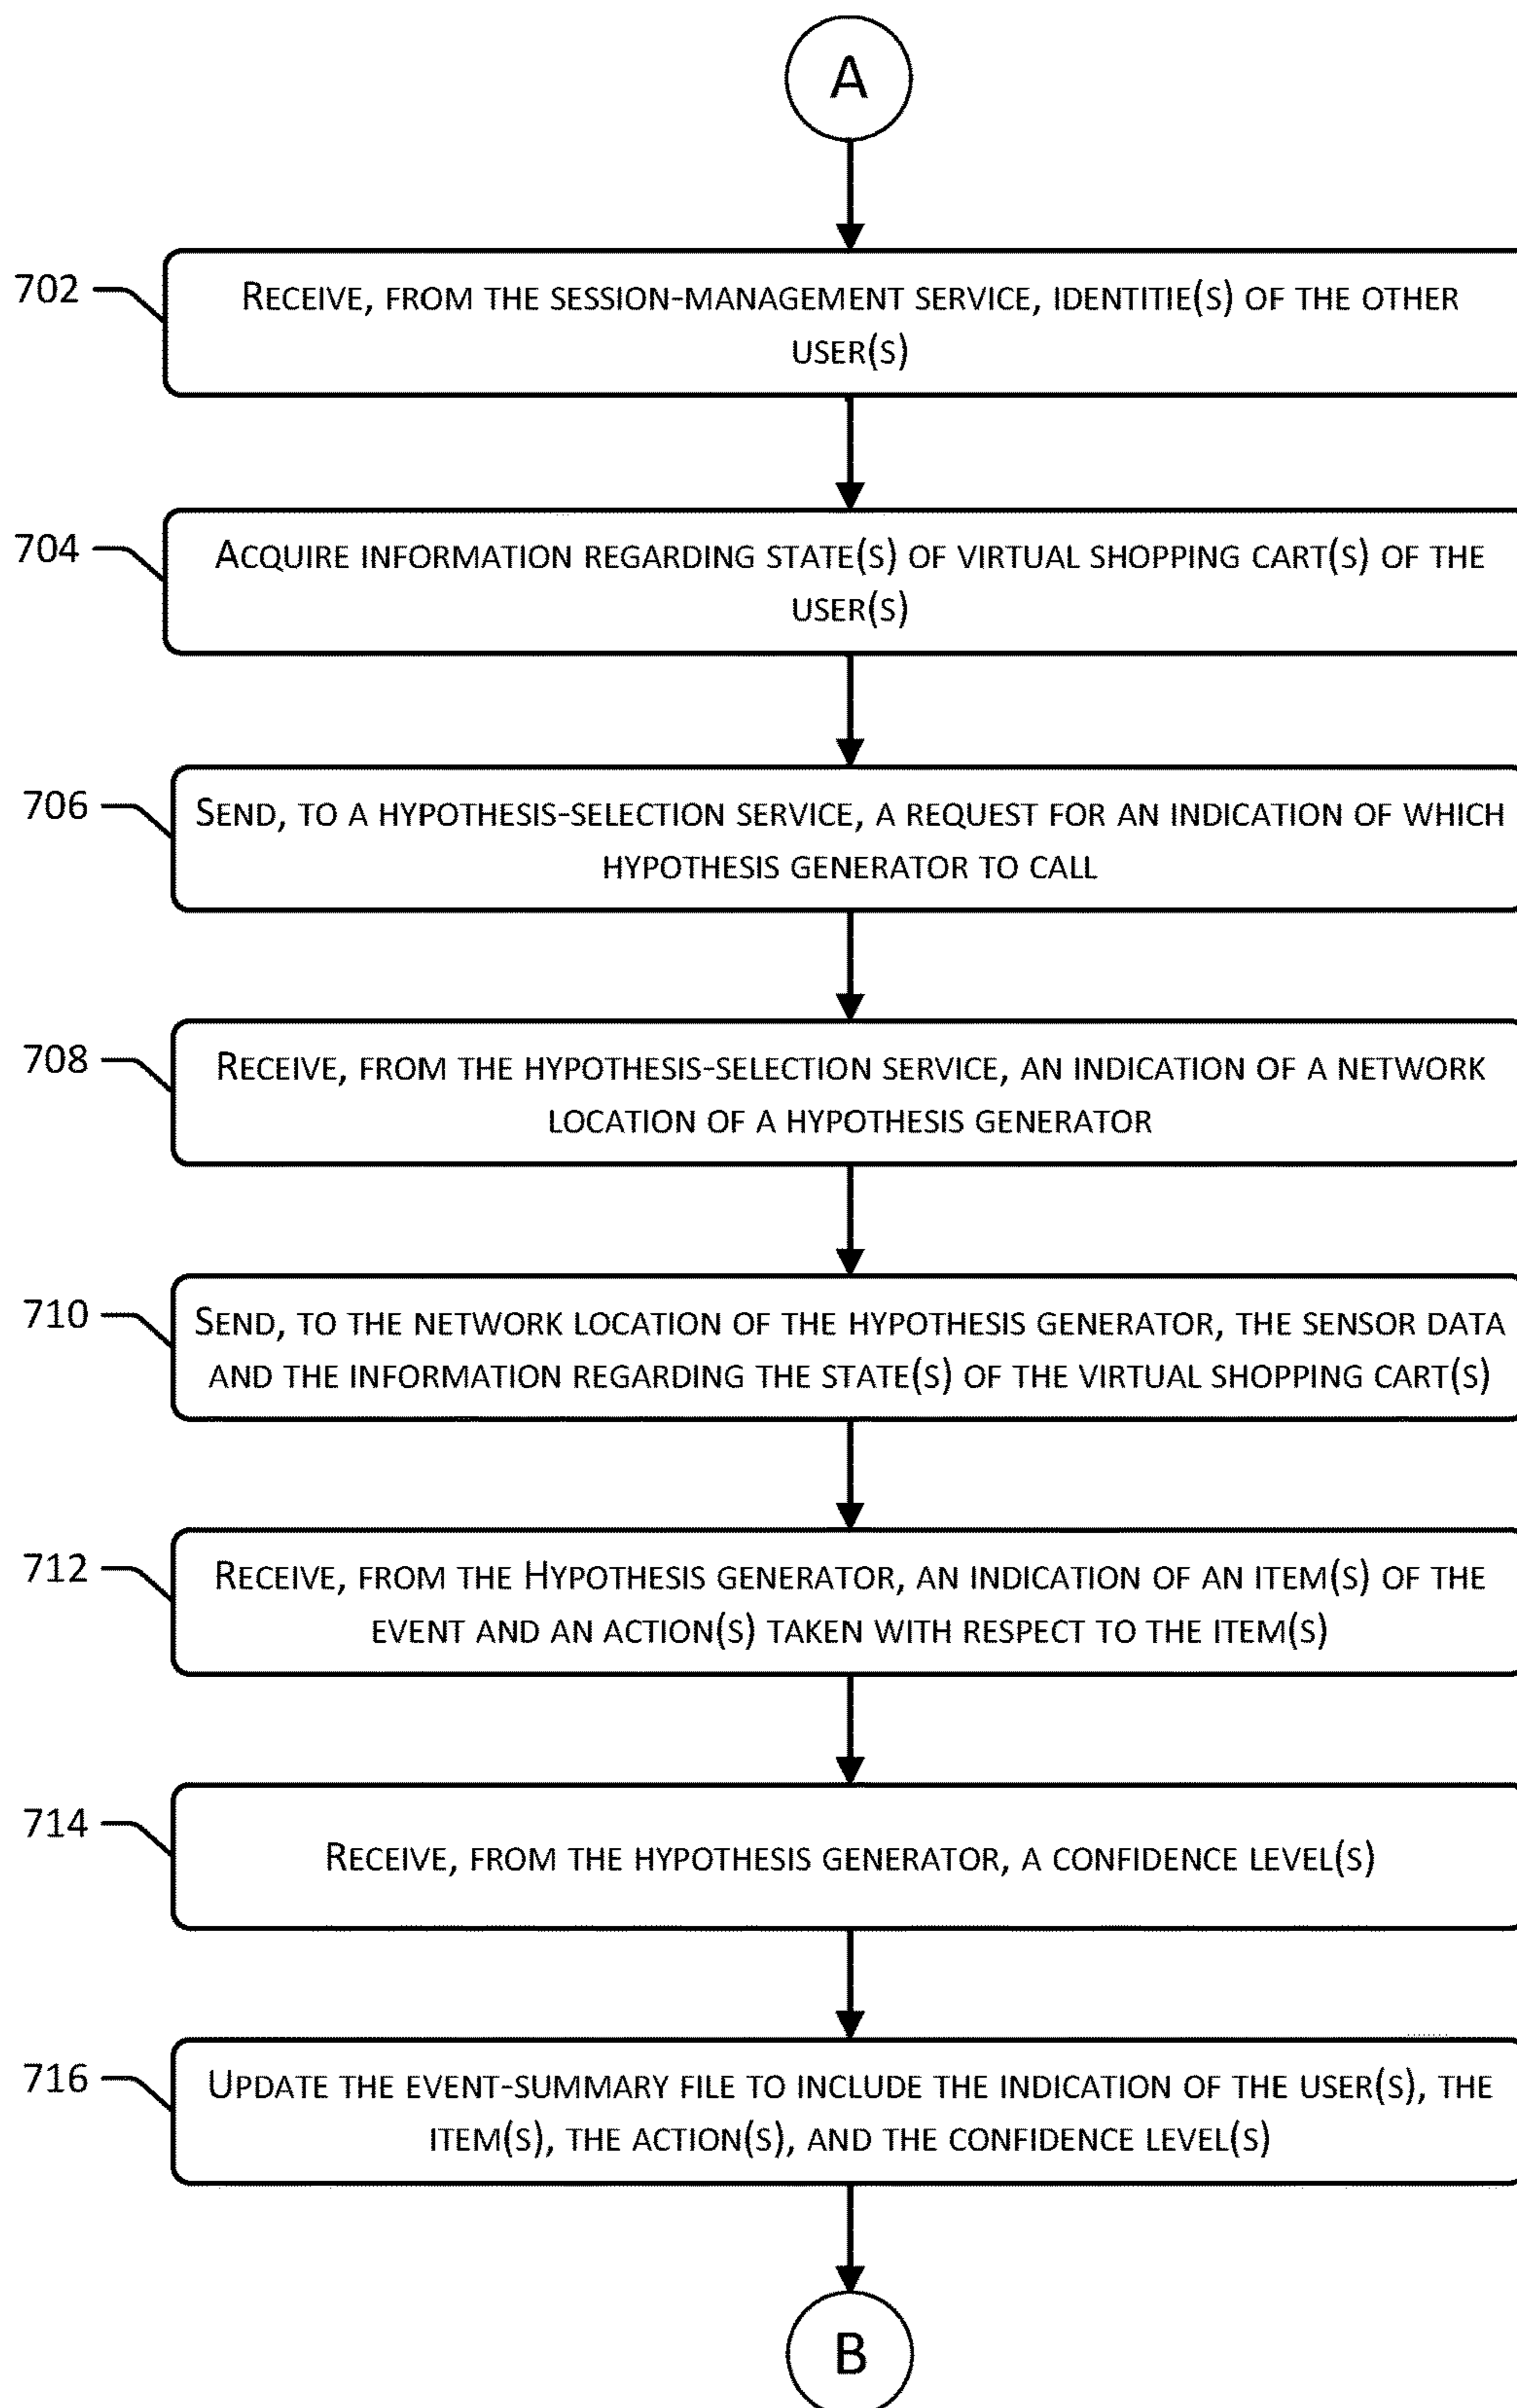 A
702
RECEIVE, FROM THE SESSION-MANAGEMENT SERVICE, IDENTITIE(S) OF THE OTHER
USER(S)
704
ACQUIRE INFORMATION REGARDING STATE(S) OF VIRTUAL SHOPPING CART(S) OF THE
USER(S)
706
SEND, TO A HYPOTHESIS-SELECTION SERVICE, A REQUEST FOR AN INDICATION OF WHICH
HYPOTHESIS GENERATOR TO CALL
708
RECEIVE, FROM THE HYPOTHESIS-SELECTION SERVICE, AN INDICATION OF A NETWORK
LOCATION OF A HYPOTHESIS GENERATOR
710
SEND, TO THE NETWORK LOCATION OF THE HYPOTHESIS GENERATOR, THE SENSOR DATA
AND THE INFORMATION REGARDING THE STATE(S) OF THE VIRTUAL SHOPPING CART(S)
712
RECEIVE, FROM THE HYPOTHESIS GENERATOR, AN INDICATION OF AN ITEM(S) OF THE
EVENT AND AN ACTION(S) TAKEN WITH RESPECT TO THE ITEM(S)
714
RECEIVE, FROM THE HYPOTHESIS GENERATOR, A CONFIDENCE LEVEL(S)
716
UPDATE THE EVENT-SUMMARY FILE TO INCLUDE THE INDICATION OF THE USER(S), THE
ITEM(S), THE ACTION(S), AND THE CONFIDENCE LEVEL(S)
B